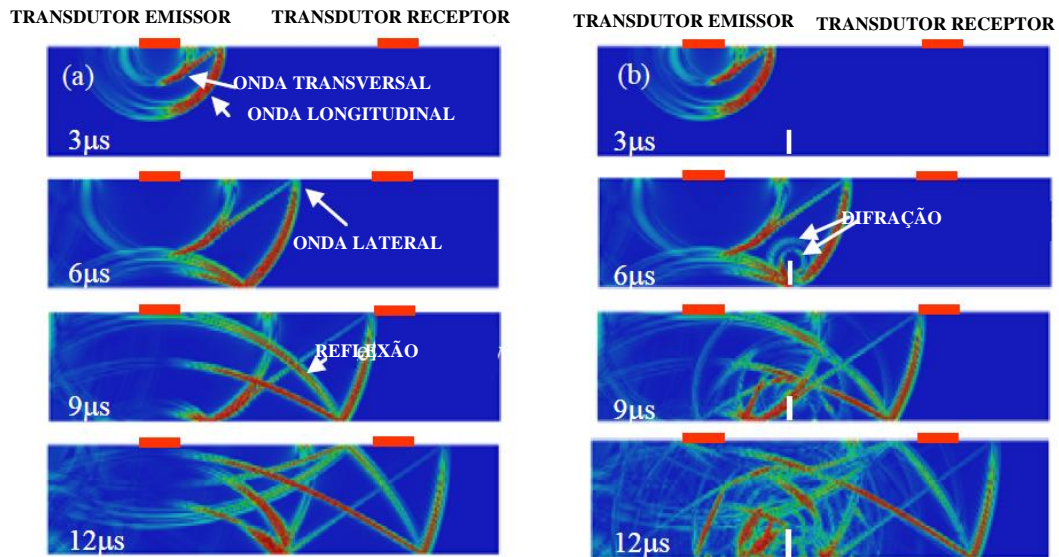 TRANSDUTOR EMISSOR
TRANSDUTOR RECEPTOR
(a)
ONDA TRANSVERSAL
ONDA LONGITUDINAL
3µs
ONDA LATERAL
6µs
REFLEXÃO
9µs
12µs
TRANSDUTOR EMISSOR
TRANSDUTOR RECEPTOR
(b)
3µs
DIFRAÇÃO
6µs
9µs
12µs